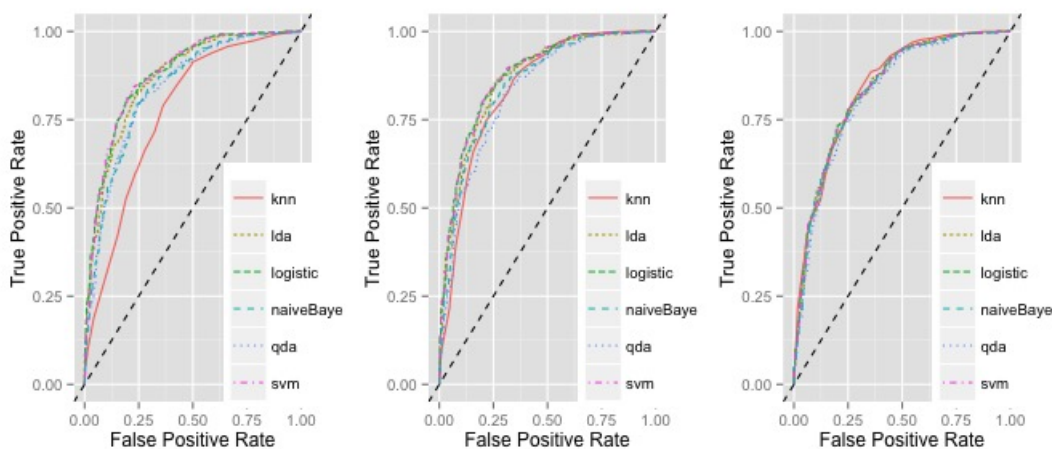 1.00
0.75
0.50
0.25
0.00
True Positive Rate
knn
lda
logistic
naiveBaye
qda
svm
0.00 0.25 0.50 0.75 1.00
False Positive Rate
1.00
0.75
0.50
0.25
0.00
True Positive Rate
knn
lda
logistic
naiveBaye
qda
svm
0.00 0.25 0.50 0.75 1.00
False Positive Rate
1.00
0.75
0.50
0.25
0.00
True Positive Rate
knn
lda
logistic
naiveBaye
qda
svm
0.00 0.25 0.50 0.75 1.00
False Positive Rate